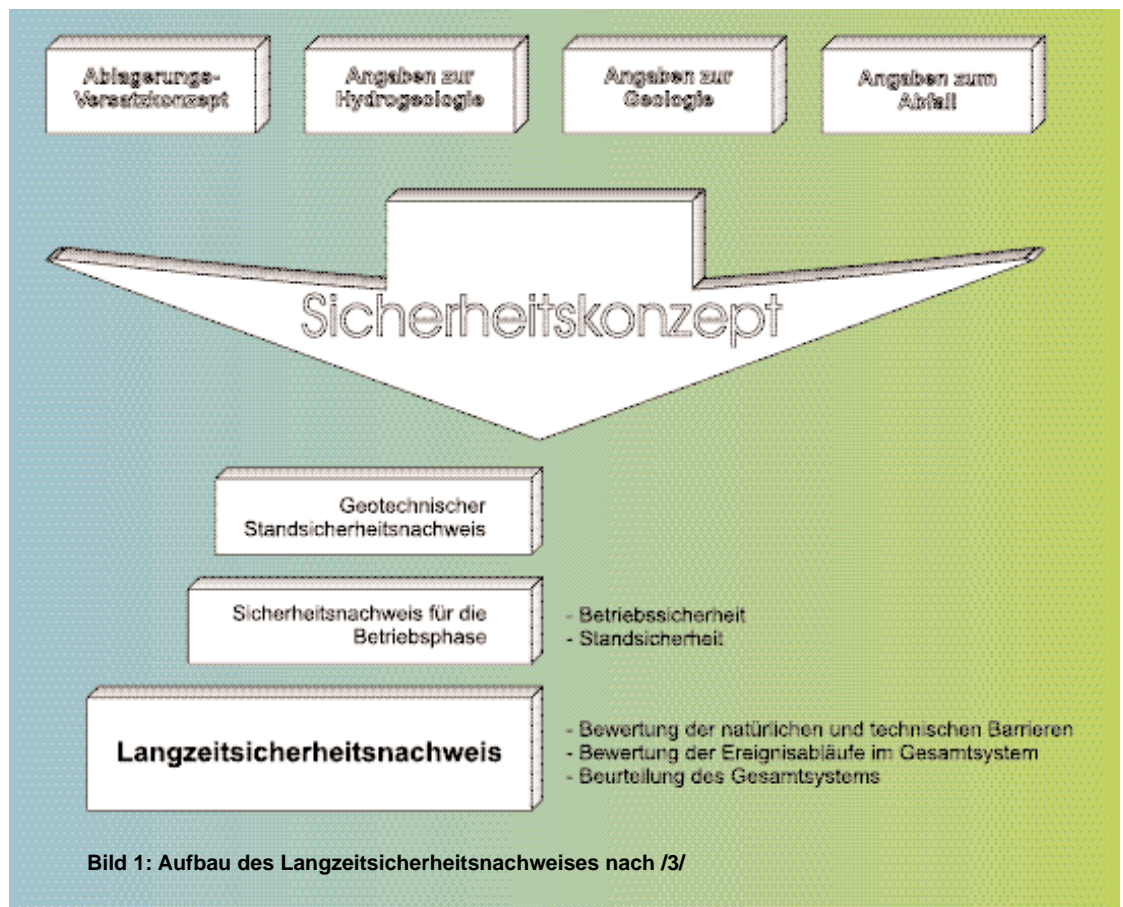 Ablagerungs-
Versatzkonzept
Angaben zur
Hydrogeologie
Angaben zur
Geologie
Angaben zum
Abfall
Sicherheitskonzept
Geotechnischer
Standsicherheitsnachweis
Sicherheitsnachweis für die
Betriebsphase
- Betriebssicherheit
- Standsicherheit
Langzeitsicherheitsnachweis
- Bewertung der natürlichen und technischen Barrieren
- Bewertung der Ereignisabläufe im Gesamtsystem
- Beurteilung des Gesamtsystems
Bild 1: Aufbau des Langzeitsicherheitsnachweises nach /3/